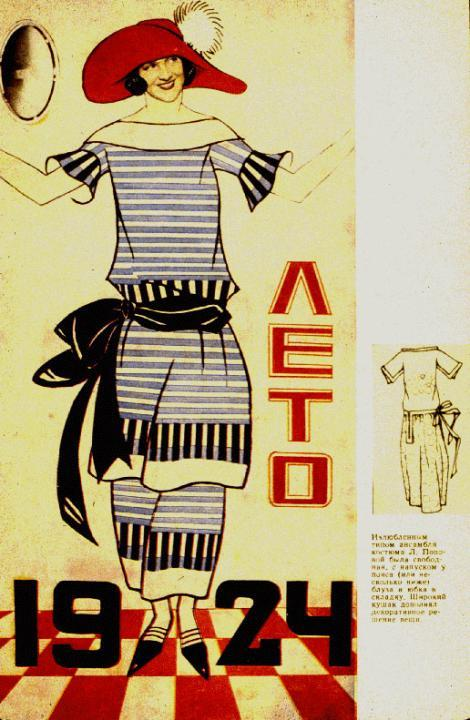 ЛЕТО
1924
Излюбленным
типом ансамбля
костюма Л. Попо-
вой была свобод-
ная, с напуском у
пояса (или не-
сколько ниже)
блуза и юбка в
складку. Широкий
кушак дополнял
декоративное ре-
шение вещи